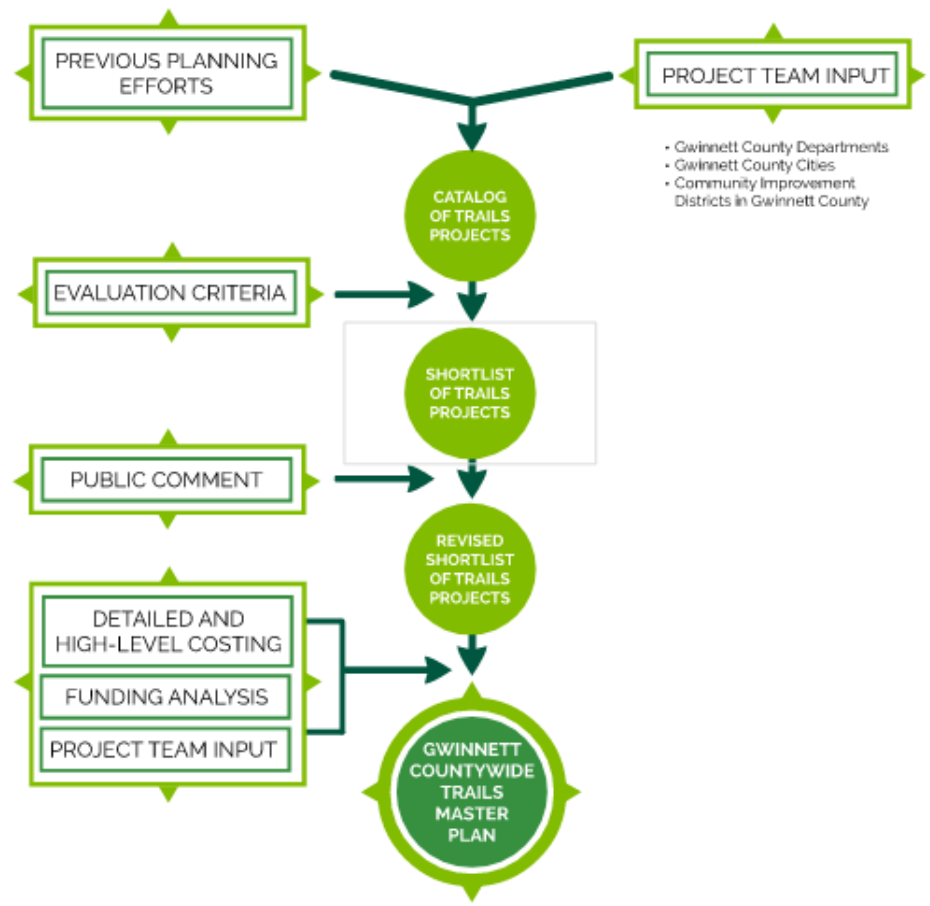 PREVIOUS PLANNING
EFFORTS
PROJECT TEAM INPUT
• Gwinnett County Departments
• Gwinnett County Cities
• Community Improvement
Districts in Gwinnett County
CATALOG
OF TRAILS
PROJECTS
EVALUATION CRITERIA
SHORTLIST
OF TRAILS
PROJECTS
PUBLIC COMMENT
REVISED
SHORTLIST
OF TRAILS
PROJECTS
DETAILED AND
HIGH-LEVEL COSTING
FUNDING ANALYSIS
PROJECT TEAM INPUT
GWINNETT
COUNTYWIDE
TRAILS
MASTER
PLAN